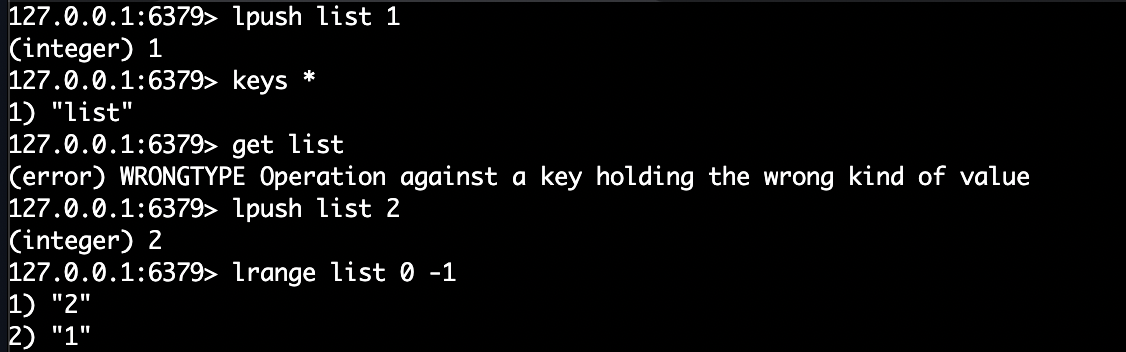 127.0.0.1:6379> lpush list 1
(integer) 1
127.0.0.1:6379> keys *
1) "list"
127.0.0.1:6379> get list
(error) WRONGTYPE Operation against a key holding the wrong kind of value
127.0.0.1:6379> lpush list 2
(integer) 2
127.0.0.1:6379> lrange list 0 -1
1) "2"
2) "1"